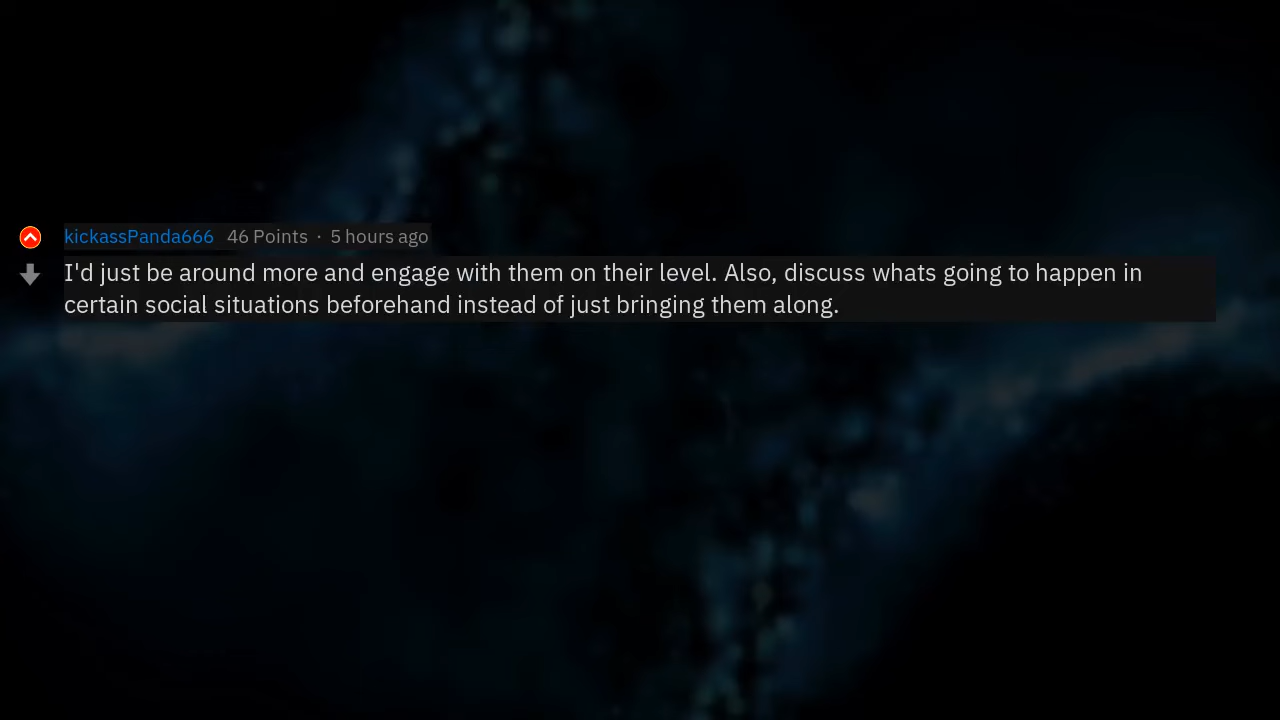 kickassPanda666 46 Points · 5 hours ago
I'd just be around more and engage with them on their level. Also, discuss whats going to happen in
certain social situations beforehand instead of just bringing them along.